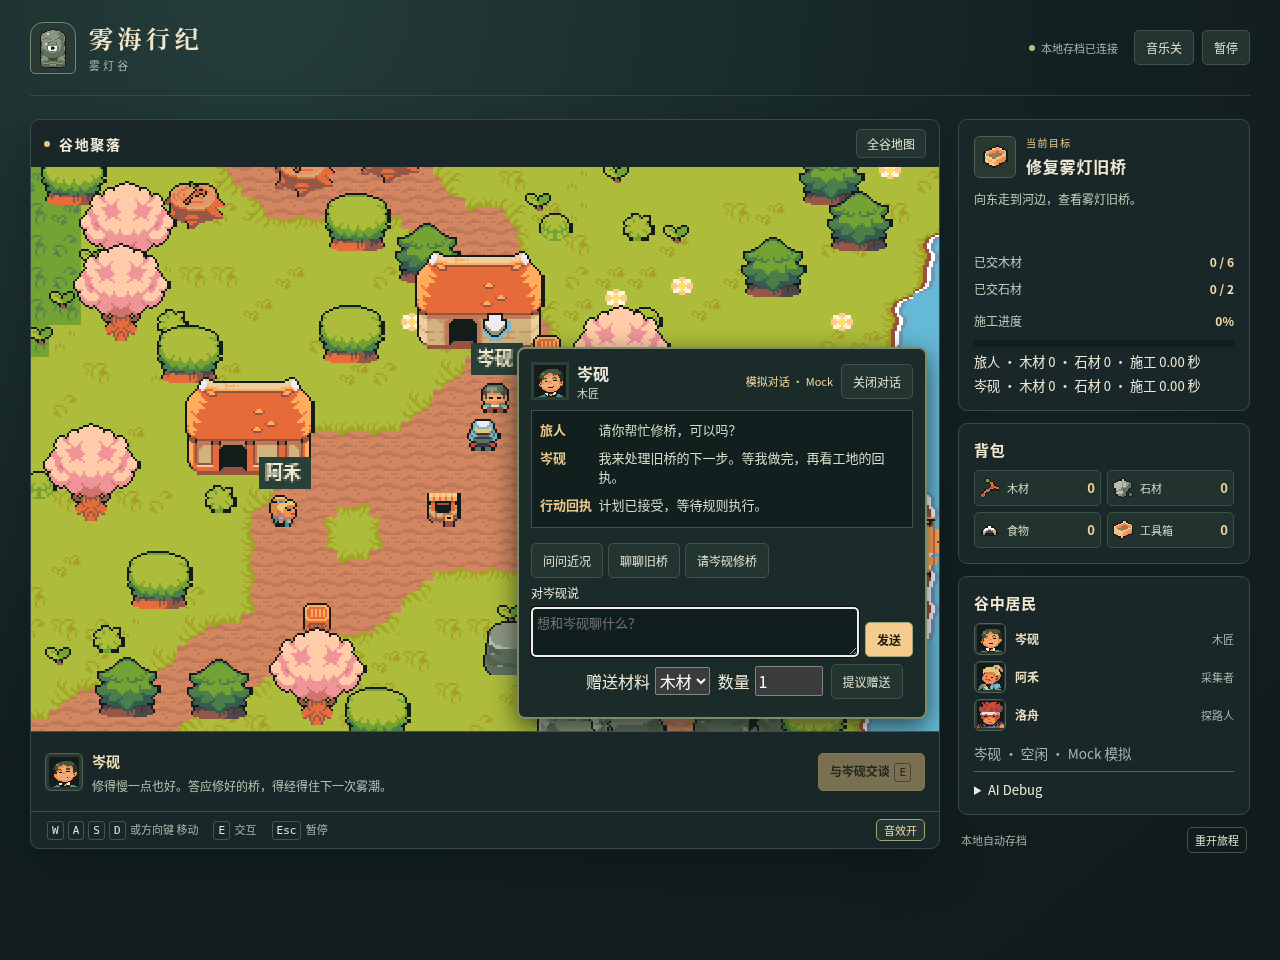 雾海行纪
雾灯谷
本地存档已连接
音乐关
暂停
谷地聚落
全谷地图
岑砚
阿禾
岑砚
木匠
模拟对话 · Mock
关闭对话
旅人 请你帮忙修桥，可以吗？
岑砚 我来处理旧桥的下一步。等我做完，再看工地的回
执。
行动回执 计划已接受，等待规则执行。
问问近况
聊聊旧桥
请岑砚修桥
对岑砚说
想和岑砚聊什么？
发送
赠送材料 木材 数量 1 提议赠送
岑砚
修得慢一点也好。答应修好的桥，得经得住下一次雾潮。
与岑砚交谈 E
W A S D 或方向键 移动 E 交互 Esc 暂停
音效开
当前目标
修复雾灯旧桥
向东走到河边，查看雾灯旧桥。
已交木材 0 / 6
已交石材 0 / 2
施工进度 0%
旅人 · 木材 0 · 石材 0 · 施工 0.00 秒
岑砚 · 木材 0 · 石材 0 · 施工 0.00 秒
背包
木材 0
石材 0
食物 0
工具箱 0
谷中居民
岑砚 木匠
阿禾 采集者
洛舟 探路人
岑砚 · 空闲 · Mock 模拟
AI Debug
本地自动存档
重开旅程